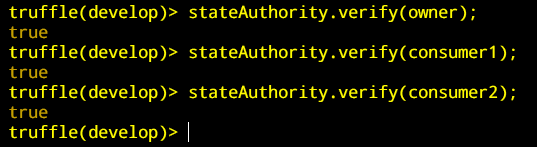 truffle(develop)> stateAuthority.verify(owner);
true
truffle(develop)> stateAuthority.verify(consumer1);
true
truffle(develop)> stateAuthority.verify(consumer2);
true
truffle(develop)>